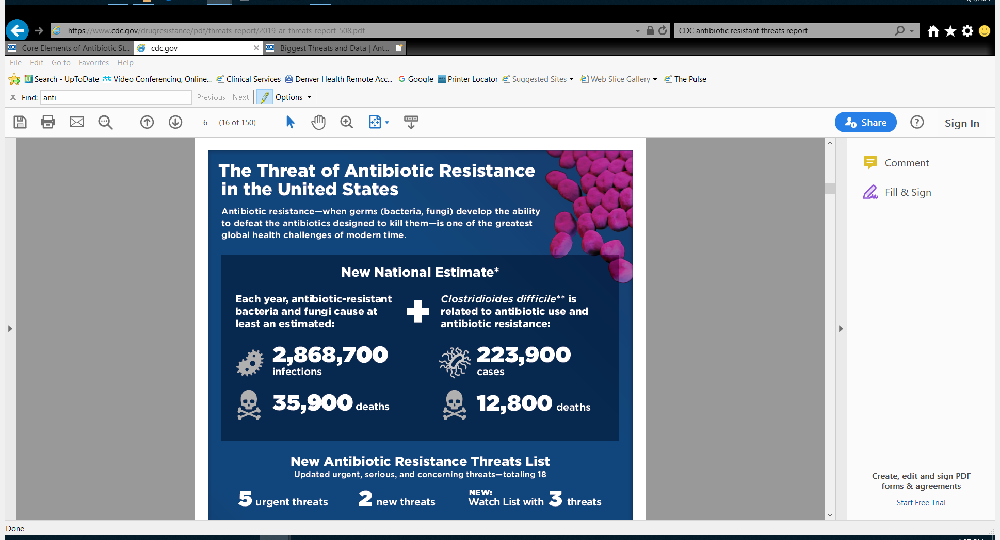 https://www.cdc.gov/drugresistance/pdf/threats-report/2019-ar-threats-report-508.pdf
CDC antibiotic resistant threats report
CDC Core Elements of Antibiotic St...
cdc.gov
CDC Biggest Threats and Data | Ant...
File Edit Go to Favorites Help
Search - UpToDate Video Conferencing, Online... Clinical Services Denver Health Remote Acc... Google Printer Locator Suggested Sites Web Slice Gallery The Pulse
x Find: anti Previous Next Options
6 (16 of 150) Share Sign In
The Threat of Antibiotic Resistance
in the United States
Antibiotic resistance—when germs (bacteria, fungi) develop the ability
to defeat the antibiotics designed to kill them—is one of the greatest
global health challenges of modern time.
New National Estimate*
Each year, antibiotic-resistant
bacteria and fungi cause at
least an estimated:
2,868,700
infections
35,900 deaths
Clostridioides difficile** is
related to antibiotic use and
antibiotic resistance:
223,900
cases
12,800 deaths
New Antibiotic Resistance Threats List
Updated urgent, serious, and concerning threats—totaling 18
5 urgent threats
2 new threats
NEW:
Watch List with 3 threats
Comment
Fill & Sign
Create, edit and sign PDF
forms & agreements
Start Free Trial
Done